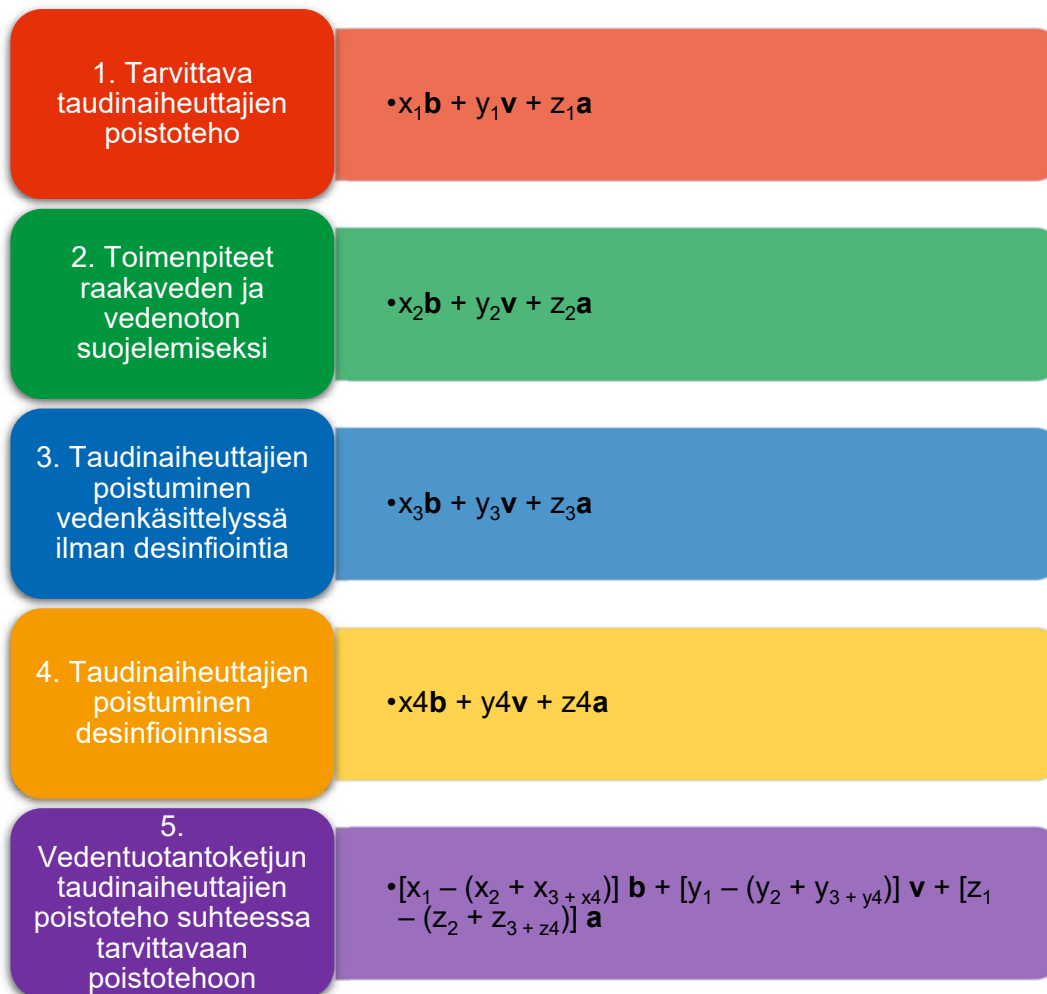 1. Tarvittava
taudinaiheuttajien
poistoteho
•x₁b + y₁v + z₁a
2. Toimenpiteet
raakaveden ja
vedenoton
suojelemiseksi
•x₂b + y₂v + z₂a
3. Taudinaiheuttajien
poistuminen
vedenkäsittelyssä
ilman desinfiointia
•x₃b + y₃v + z₃a
4. Taudinaiheuttajien
poistuminen
desinfioinnissa
•x4b + y4v + z4a
5.
Vedentuotantoketjun
taudinaiheuttajien
poistoteho suhteessa
tarvittavaan
poistotehoon
•[x₁ – (x₂ + x₃ ₊ ₓ₄)] b + [y₁ – (y₂ + y₃ + y4)] v + [z₁
– (z₂ + z₃ + z4)] a